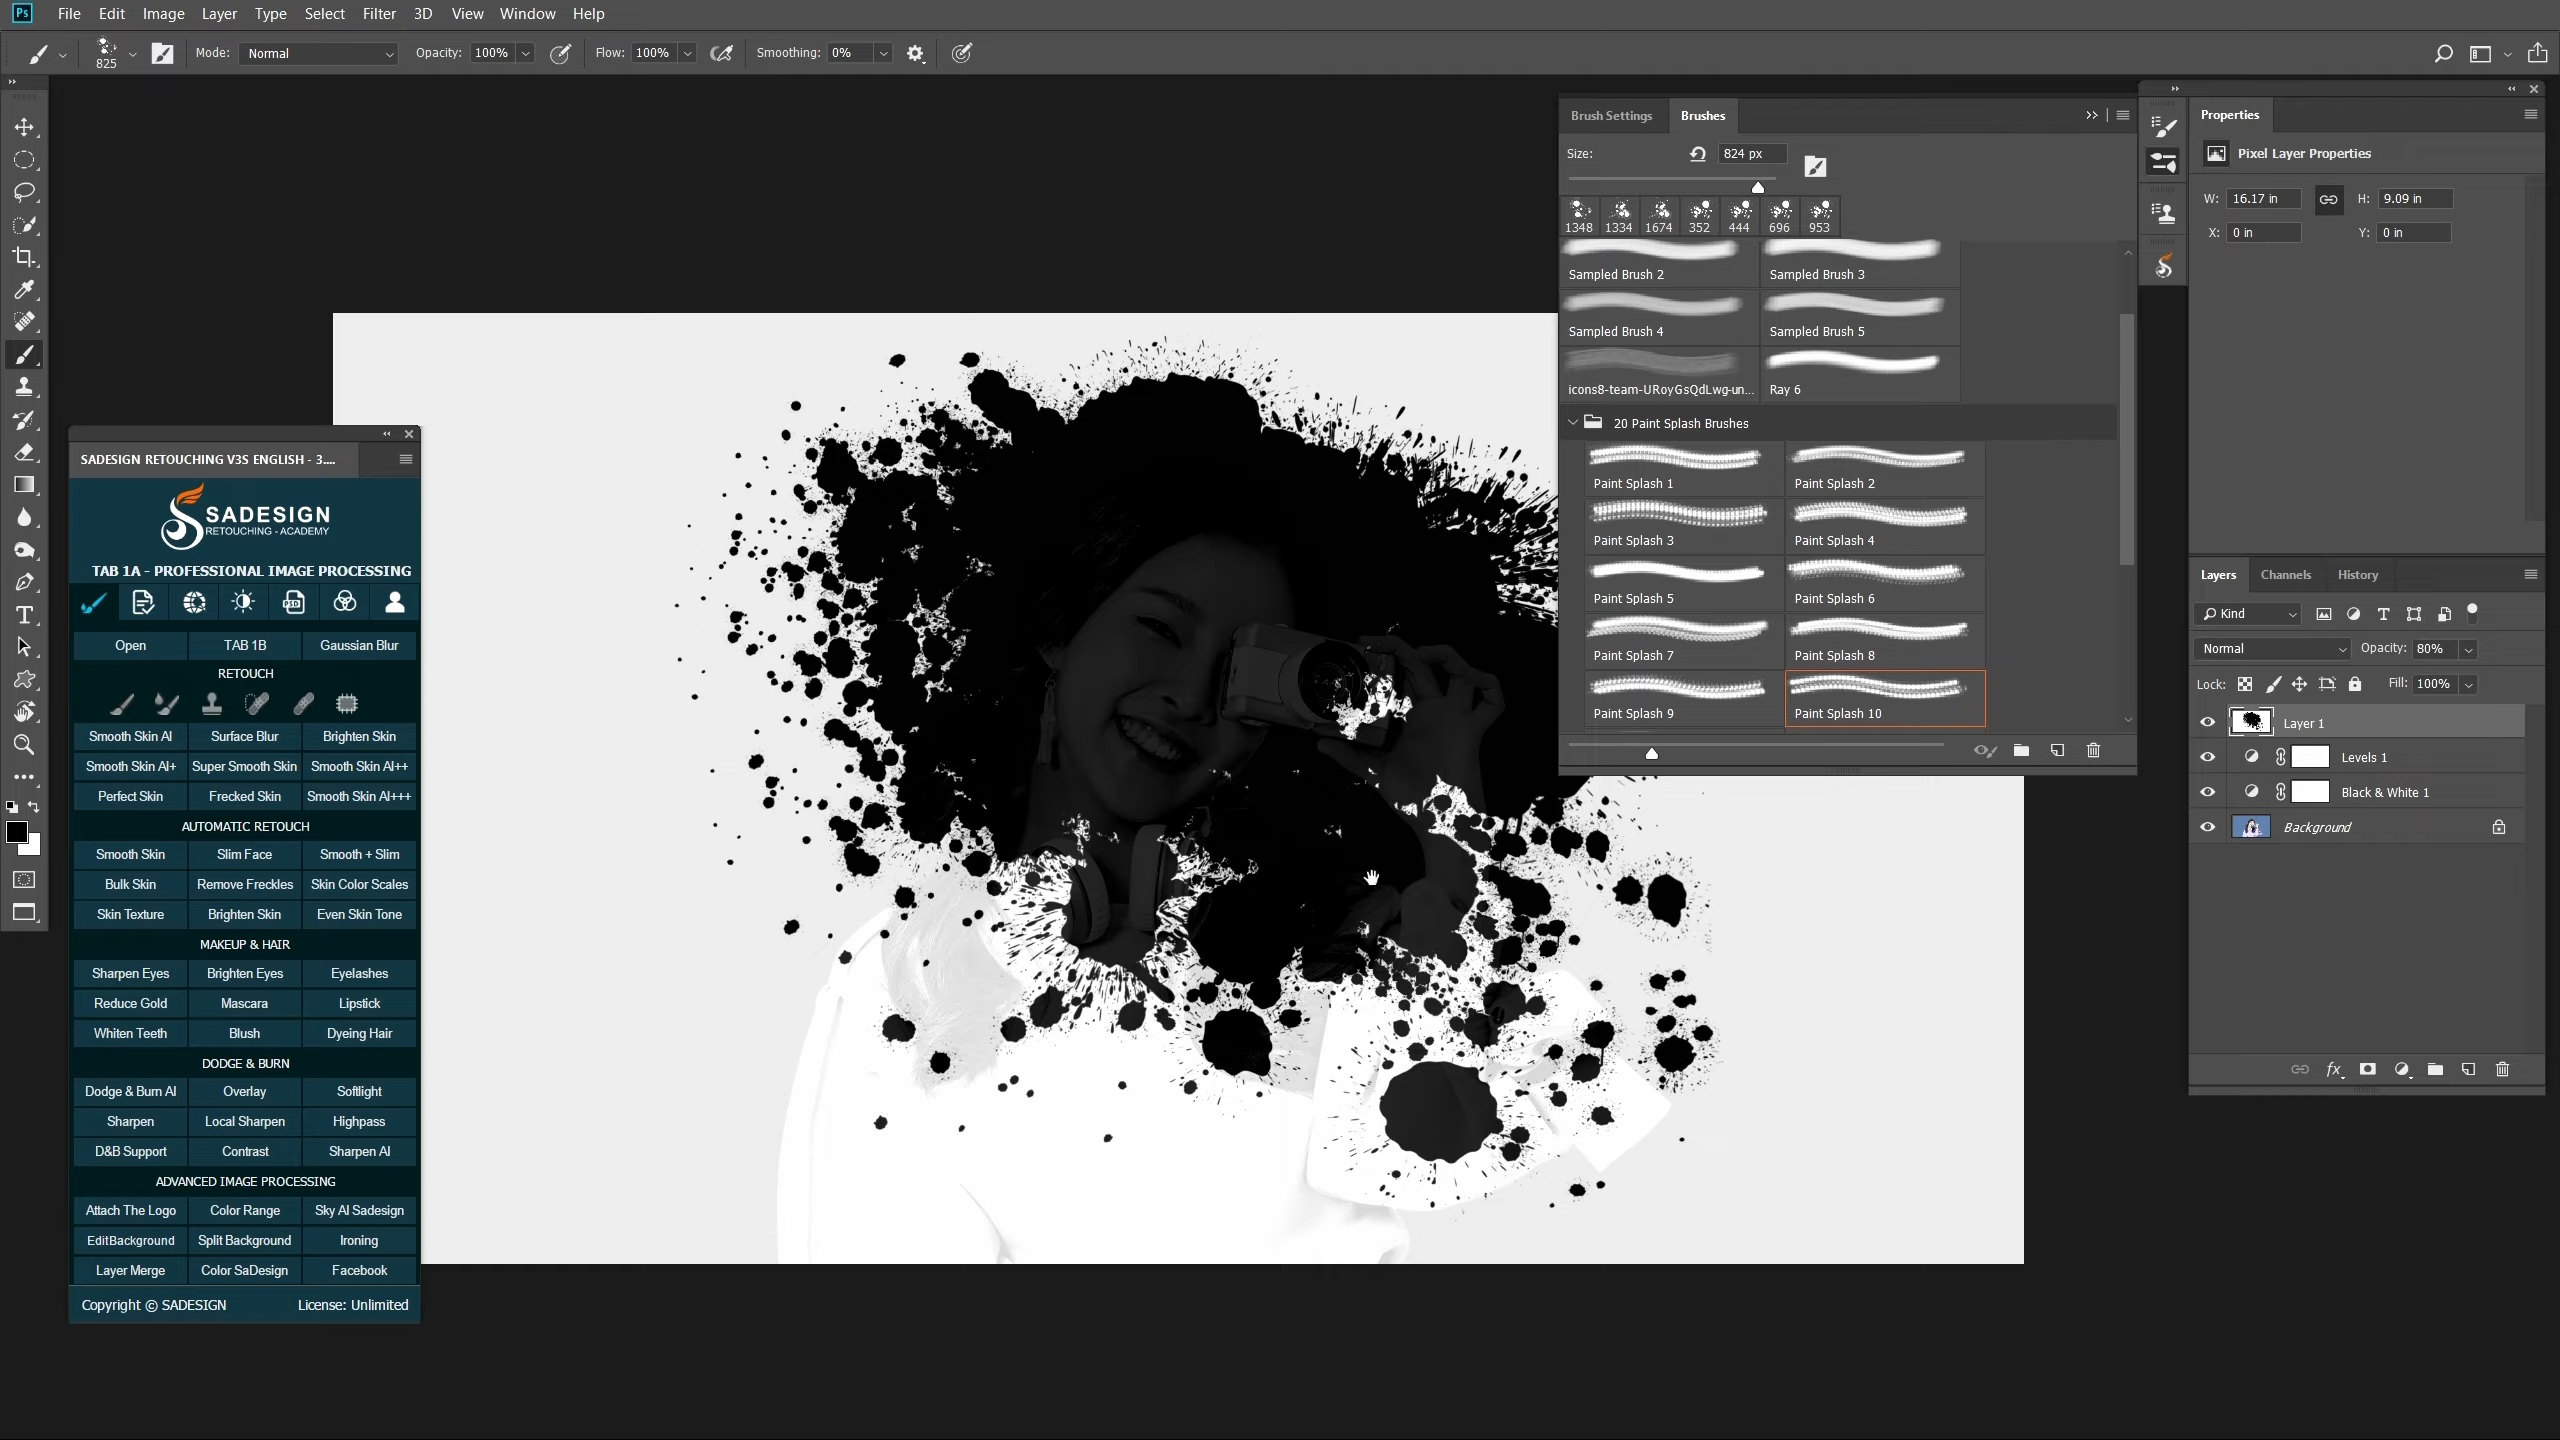 Ps File Edit Image Layer Type Select Filter 3D View Window Help
825 Mode: Normal Opacity: 100% Flow: 100% Smoothing: 0%
SADESIGN RETOUCHING V3S ENGLISH - 3....
SADESIGN
RETOUCHING - ACADEMY
TAB 1A - PROFESSIONAL IMAGE PROCESSING
PSD
Open TAB 1B Gaussian Blur
RETOUCH
Smooth Skin AI Surface Blur Brighten Skin
Smooth Skin AI+ Super Smooth Skin Smooth Skin AI++
Perfect Skin Frecked Skin Smooth Skin AI+++
AUTOMATIC RETOUCH
Smooth Skin Slim Face Smooth + Slim
Bulk Skin Remove Freckles Skin Color Scales
Skin Texture Brighten Skin Even Skin Tone
MAKEUP & HAIR
Sharpen Eyes Brighten Eyes Eyelashes
Reduce Gold Mascara Lipstick
Whiten Teeth Blush Dyeing Hair
DODGE & BURN
Dodge & Burn AI Overlay Softlight
Sharpen Local Sharpen Highpass
D&B Support Contrast Sharpen AI
ADVANCED IMAGE PROCESSING
Attach The Logo Color Range Sky AI Sadesign
EditBackground Split Background Ironing
Layer Merge Color SaDesign Facebook
Copyright © SADESIGN License: Unlimited
Brush Settings Brushes
Size: 824 px
1348 1334 1674 352 444 696 953
Sampled Brush 2 Sampled Brush 3
Sampled Brush 4 Sampled Brush 5
icons8-team-URoyGsQdLwg-un... Ray 6
20 Paint Splash Brushes
Paint Splash 1 Paint Splash 2
Paint Splash 3 Paint Splash 4
Paint Splash 5 Paint Splash 6
Paint Splash 7 Paint Splash 8
Paint Splash 9 Paint Splash 10
Properties
Pixel Layer Properties
W: 16.17 in H: 9.09 in
X: 0 in Y: 0 in
Layers Channels History
Kind
Normal Opacity: 80%
Lock: Fill: 100%
Layer 1
Levels 1
Black & White 1
Background
fx